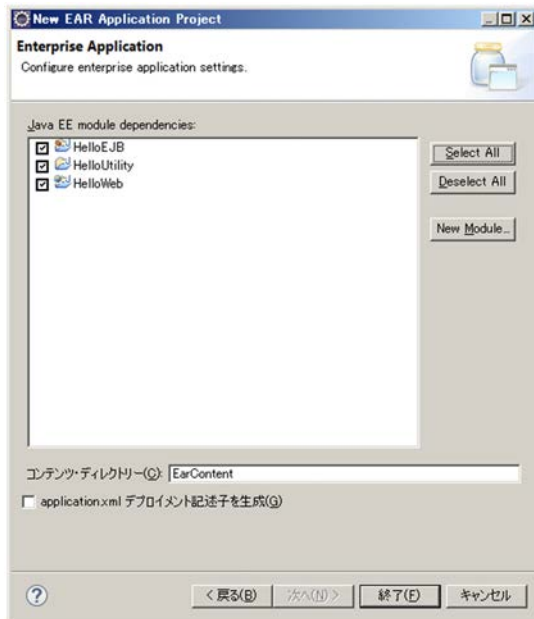 New EAR Application Project
Enterprise Application
Configure enterprise application settings.
Java EE module dependencies:
HelloEJB
HelloUtility
HelloWeb
Select All
Deselect All
New Module...
コンテンツ・ディレクトリー(C): EarContent
application.xml デプロイメント記述子を生成(G)
< 戻る(B) 次へ(N) > 終了(F) キャンセル